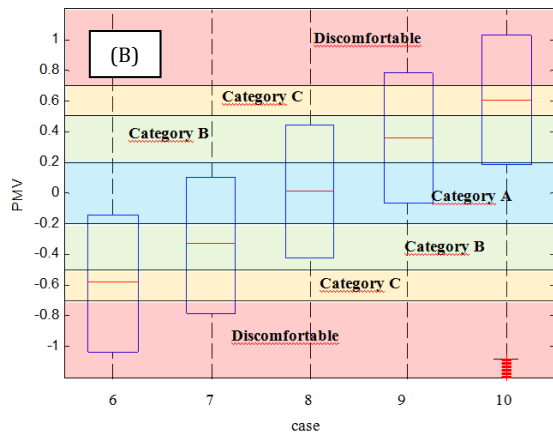 (B)
Discomfortable
Category C
Category B
Category A
Category B
Category C
Discomfortable
PMV
1
0.8
0.6
0.4
0.2
0
-0.2
-0.4
-0.6
-0.8
-1
6 7 8 9 10
case